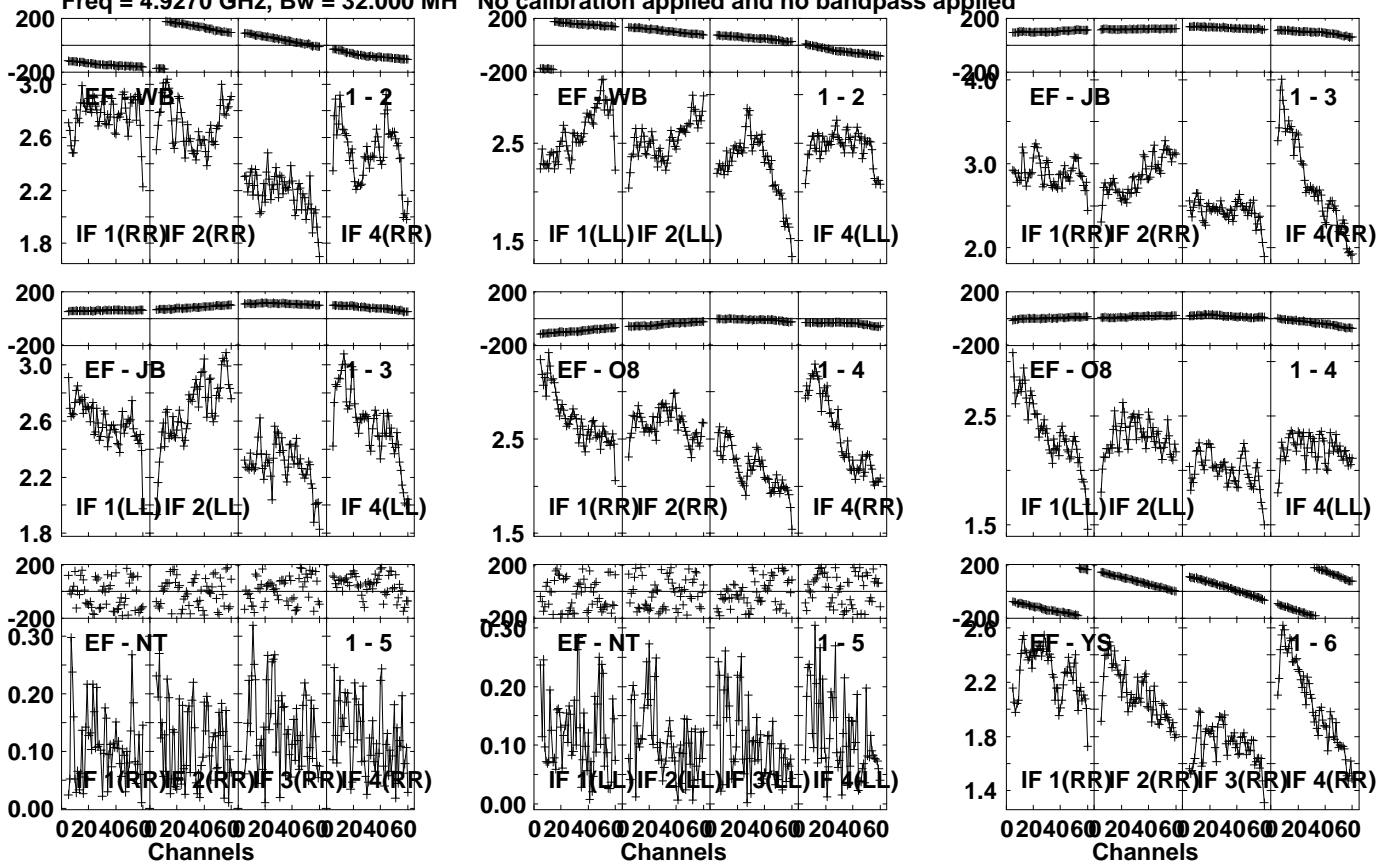 Freq = 4.9270 GHz, Bw = 32.000 MH No calibration applied and no bandpass applied
200
-200
3.0
2.6
2.2
1.8
EF - WB
1 - 2
IF 1(RR)
IF 2(RR)
IF 4(RR)
2.5
1.5
EF - WB
1 - 2
IF 1(LL)
IF 2(LL)
IF 4(LL)
200
-200
4.0
3.0
2.0
EF - JB
1 - 3
IF 1(RR)
IF 2(RR)
IF 4(RR)
200
-200
3.0
2.6
2.2
1.8
EF - JB
1 - 3
IF 1(LL)
IF 2(LL)
IF 4(LL)
200
-200
2.5
1.5
EF - O8
1 - 4
IF 1(RR)
IF 2(RR)
IF 4(RR)
200
-200
2.5
1.5
EF - O8
1 - 4
IF 1(LL)
IF 2(LL)
IF 4(LL)
200
-200
0.30
0.20
0.10
0.00
EF - NT
1 - 5
IF 1(RR)
IF 2(RR)
IF 3(RR)
IF 4(RR)
0 20 40 60 0 20 40 60 0 20 40 60 0 20 40 60
Channels
200
-200
0.30
0.20
0.10
0.00
EF - NT
1 - 5
IF 1(LL)
IF 2(LL)
IF 3(LL)
IF 4(LL)
0 20 40 60 0 20 40 60 0 20 40 60 0 20 40 60
Channels
200
-200
2.6
2.2
1.8
1.4
EF - YS
1 - 6
IF 1(RR)
IF 2(RR)
IF 3(RR)
IF 4(RR)
0 20 40 60 0 20 40 60 0 20 40 60 0 20 40 60
Channels